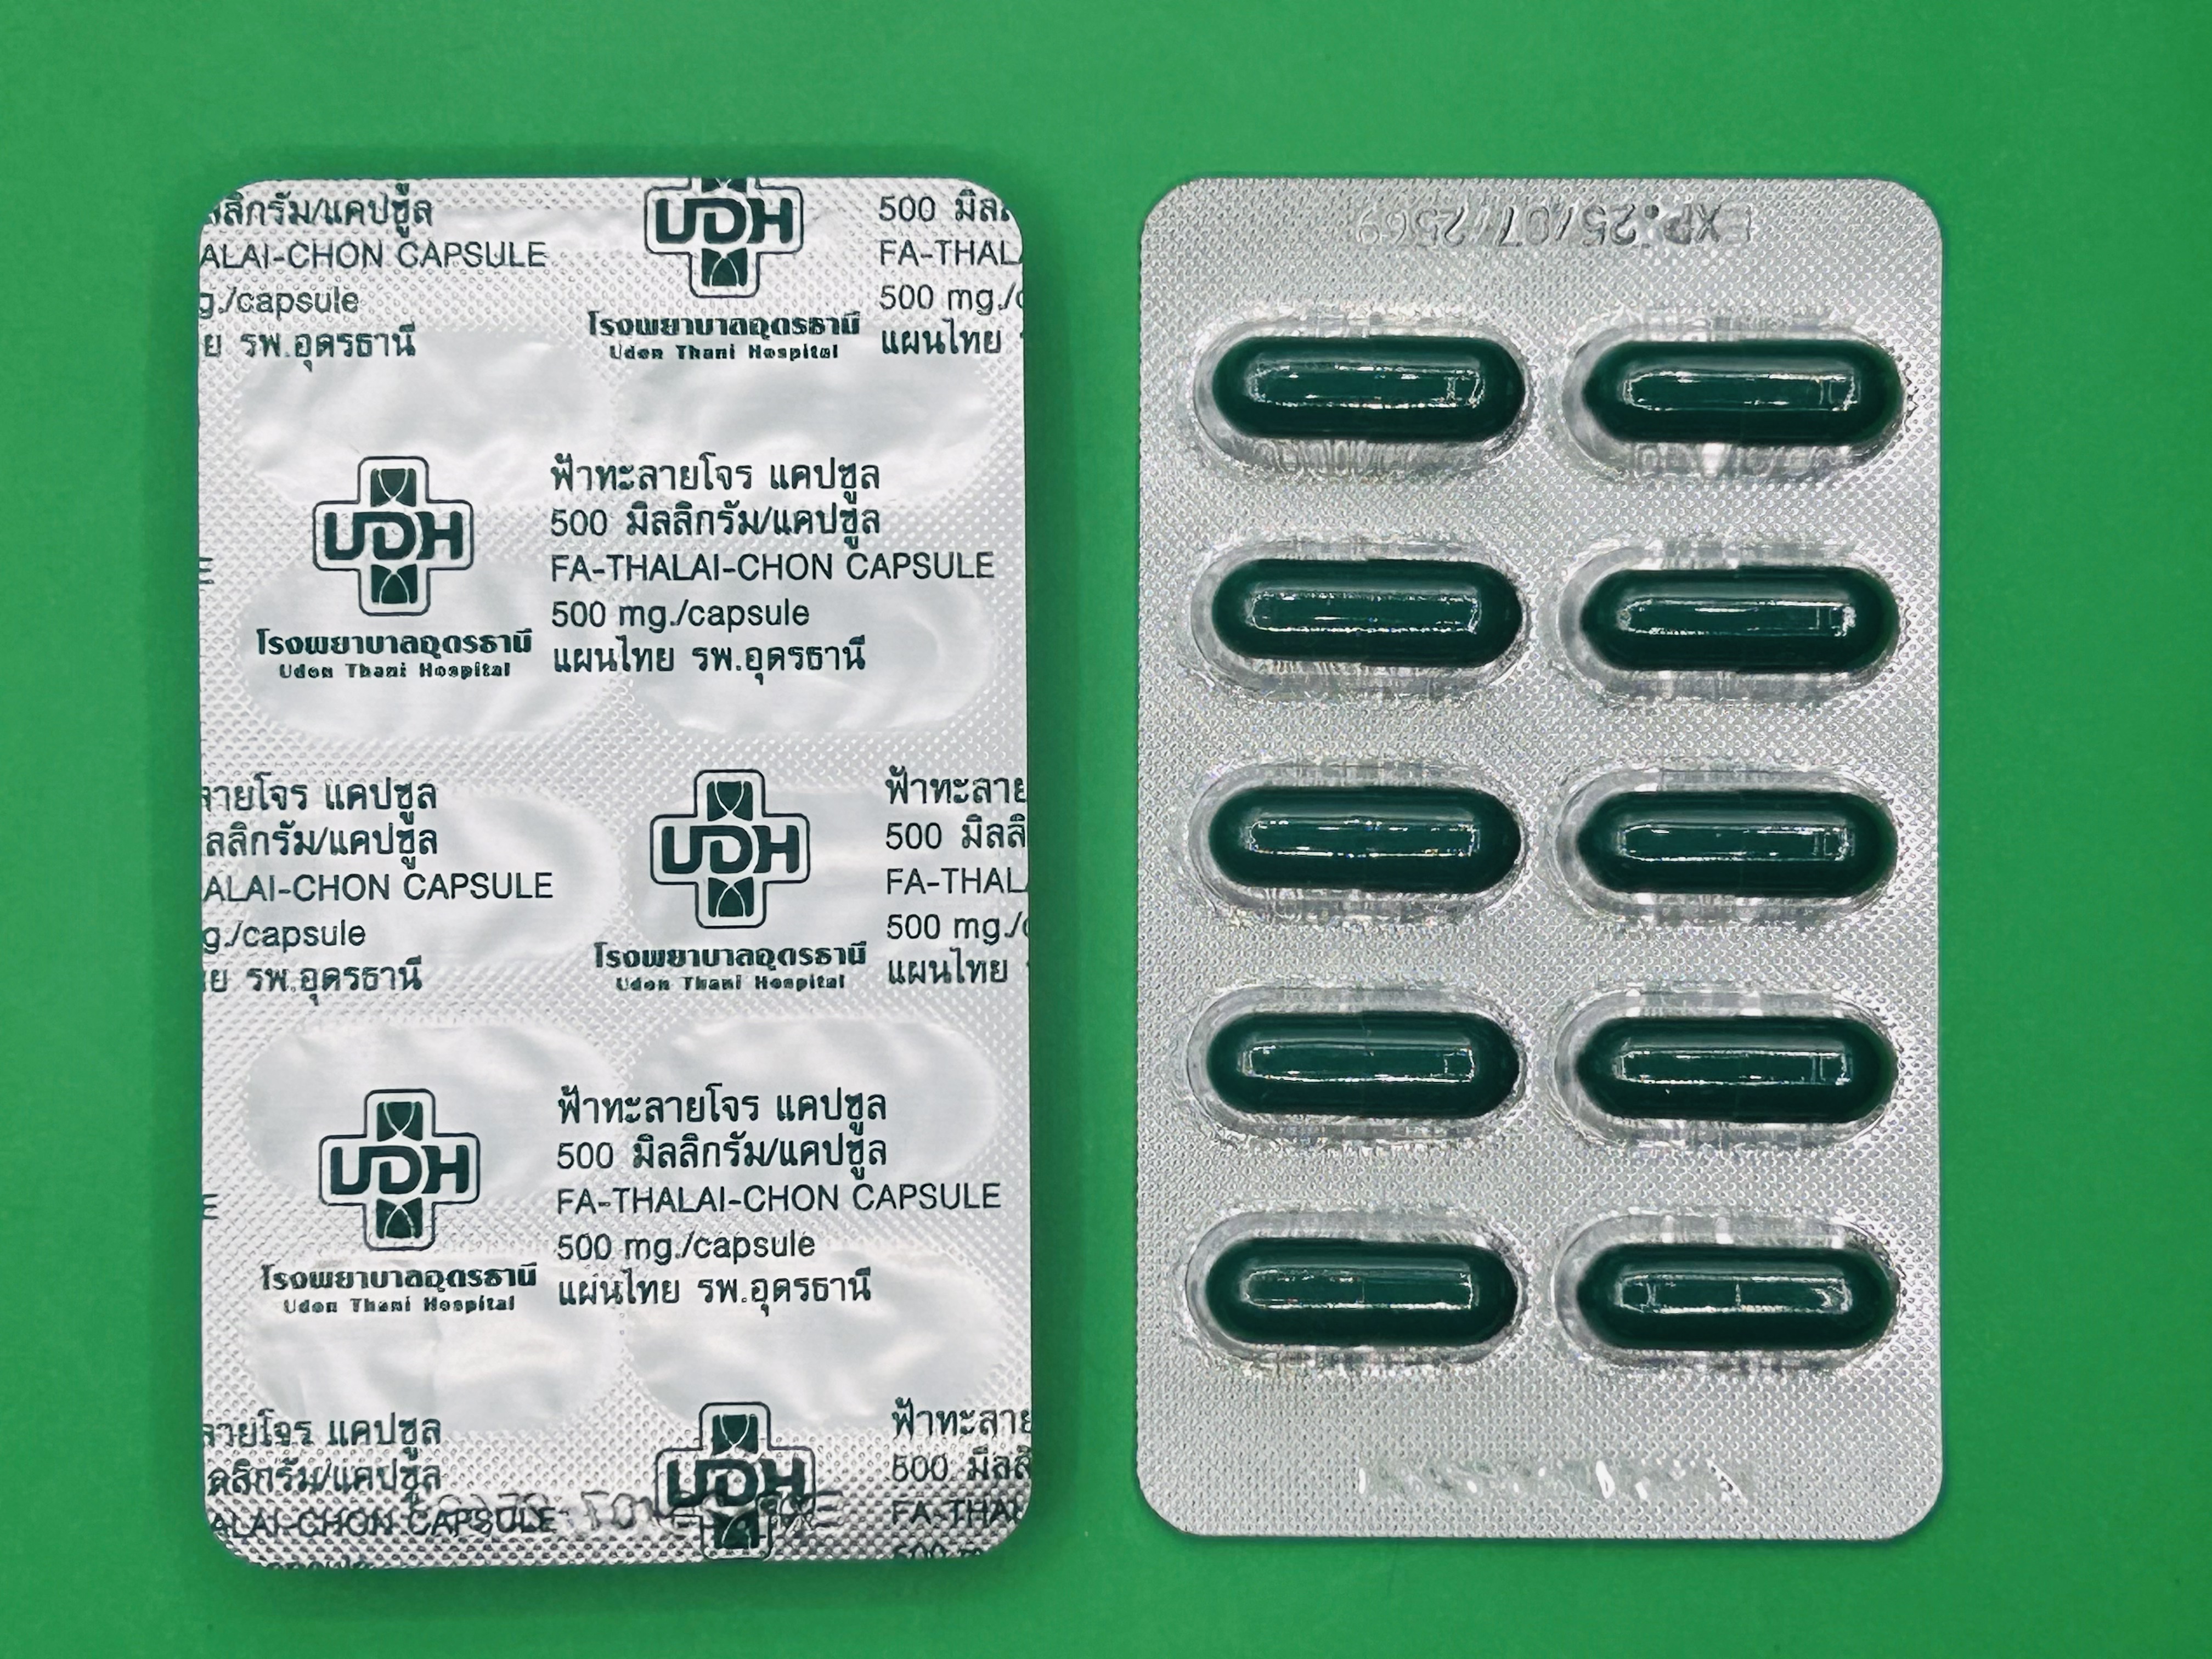 ลลิกรัม/แคปซูล
ALAI-CHON CAPSULE
g./capsule
ย รพ.อุดรธานี
UDH
โรงพยาบาลอุดรธานี
Udon Thani Hospital
500 มิล
FA-THAL
500 mg./
แผนไทย
UDH
โรงพยาบาลอุดรธานี
Udon Thani Hospital
ฟ้าทะลายโจร แคปซูล
500 มิลลิกรัม/แคปซูล
FA-THALAI-CHON CAPSULE
500 mg./capsule
แผนไทย รพ.อุดรธานี
ลายโจร แคปซูล
ลลิกรัม/แคปซูล
ALAI-CHON CAPSULE
g./capsule
ย รพ.อุดรธานี
UDH
โรงพยาบาลอุดรธานี
Udon Thani Hospital
ฟ้าทะลาย
500 มิลลิ
FA-THAL
500 mg./
แผนไทย
UDH
โรงพยาบาลอุดรธานี
Udon Thani Hospital
ฟ้าทะลายโจร แคปซูล
500 มิลลิกรัม/แคปซูล
FA-THALAI-CHON CAPSULE
500 mg./capsule
แผนไทย รพ.อุดรธานี
ลายโจร แคปซูล
ลลิกรัม/แคปซูล
ALAI-CHON CAPSULE
UDH
ฟ้าทะลาย
500 มิลลิ
FA-THAL
EXP:25/07/2569